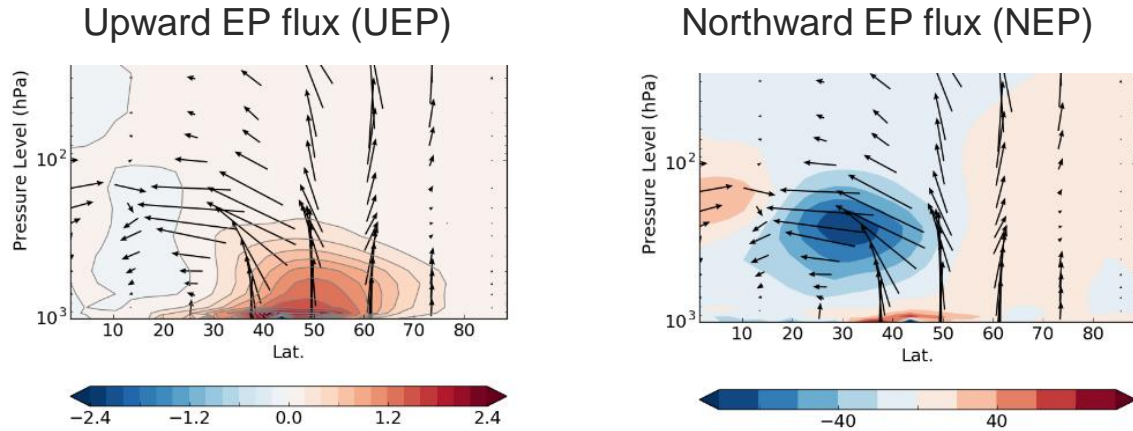 Upward EP flux (UEP)
Northward EP flux (NEP)
Pressure Level (hPa)
10²
10³
10 20 30 40 50 60 70 80
Lat.
−2.4 −1.2 0.0 1.2 2.4
Pressure Level (hPa)
10²
10³
10 20 30 40 50 60 70 80
Lat.
−40 40